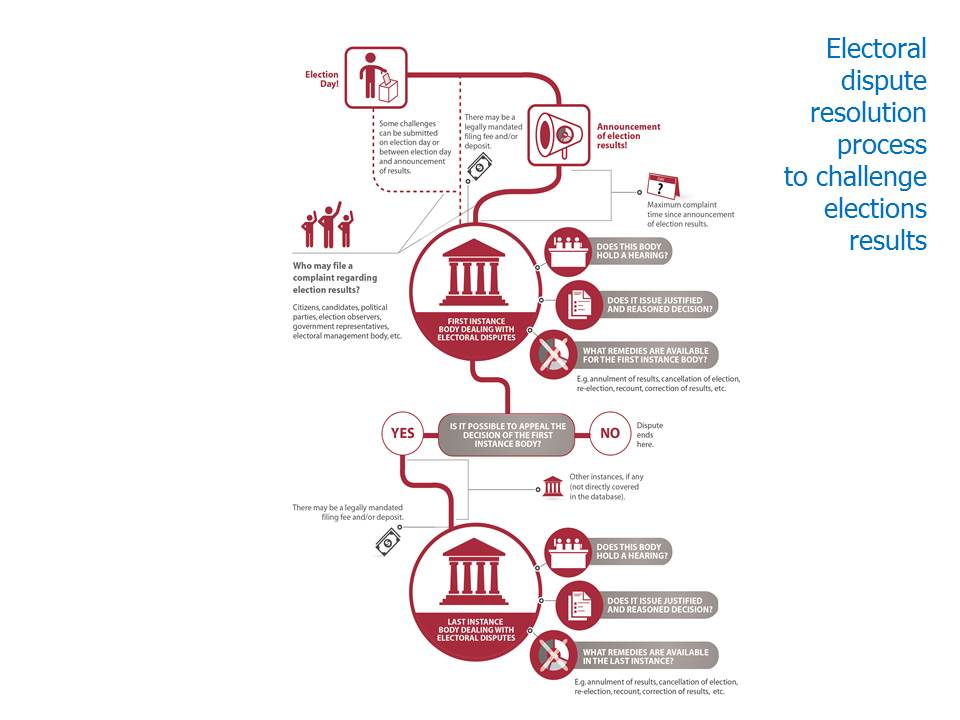 Electoral
dispute
resolution
process
to challenge
elections
results
Election
Day!
Some challenges
can be submitted
on election day or
between election day
and announcement
of results.
There may be a
legally mandated
filing fee and/or
deposit.
Announcement
of election
results!
?
Maximum complaint
time since announcement
of election results.
Who may file a
complaint regarding
election results?
Citizens, candidates, political
parties, election observers,
government representatives,
electoral management body, etc.
FIRST INSTANCE
BODY DEALING WITH
ELECTORAL DISPUTES
DOES THIS BODY
HOLD A HEARING?
DOES IT ISSUE JUSTIFIED
AND REASONED DECISION?
WHAT REMEDIES ARE AVAILABLE
FOR THE FIRST INSTANCE BODY?
E.g. annulment of results, cancellation of election,
re-election, recount, correction of results, etc.
YES
IS IT POSSIBLE TO APPEAL THE
DECISION OF THE FIRST
INSTANCE BODY?
NO
Dispute
ends
here.
Other instances, if any
(not directly covered
in the database).
There may be a legally mandated
filing fee and/or deposit.
LAST INSTANCE
BODY DEALING WITH
ELECTORAL DISPUTES
DOES THIS BODY
HOLD A HEARING?
DOES IT ISSUE JUSTIFIED
AND REASONED DECISION?
WHAT REMEDIES ARE AVAILABLE
IN THE LAST INSTANCE?
E.g. annulment of results, cancellation of election,
re-election, recount, correction of results, etc.